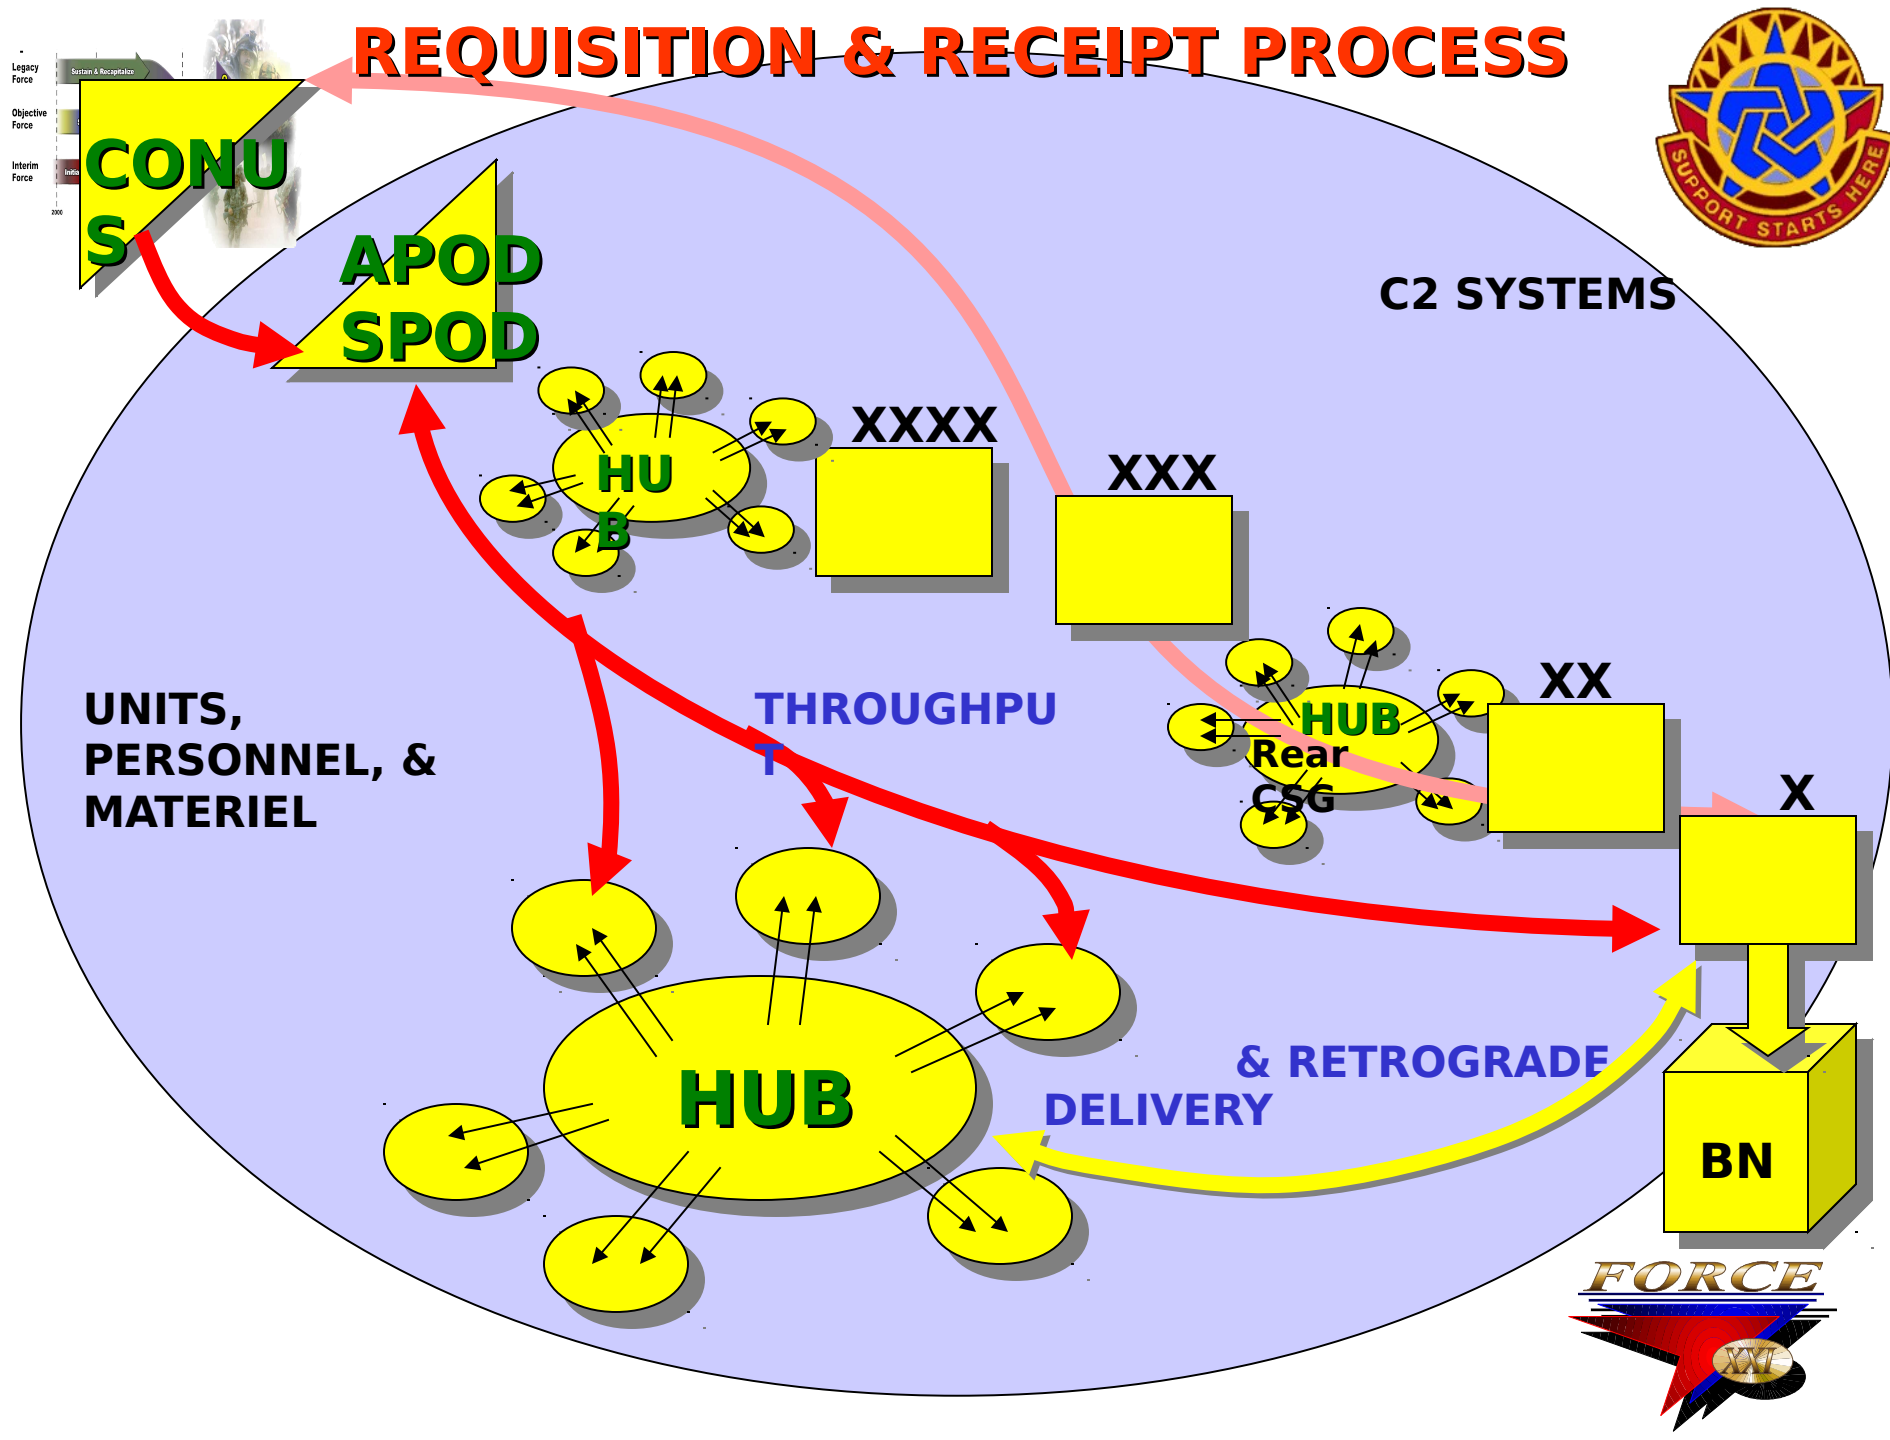 REQUISITION & RECEIPT PROCESS
Legacy
Force
Sustain & Recapitalize
Objective
Force
Interim
Force
2000
CONU
S
SUPPORT STARTS HERE
APOD
SPOD
C2 SYSTEMS
XXXX
HU
B
XXX
XX
UNITS,
PERSONNEL, &
MATERIEL
THROUGHPU
T
HUB
Rear
CSG
X
HUB
& RETROGRADE
DELIVERY
BN
FORCE
XXI